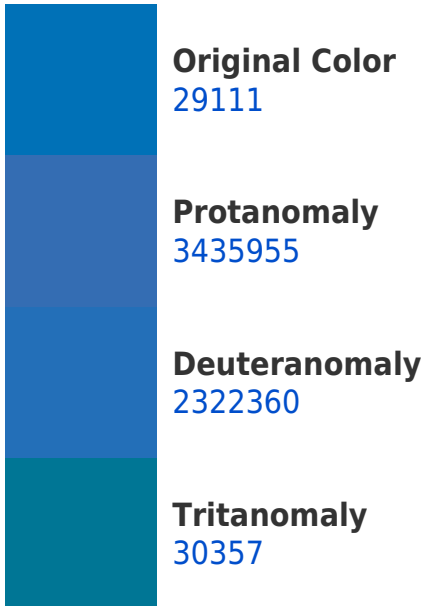 Original Color
29111
Protanomaly
3435955
Deuteranomaly
2322360
Tritanomaly
30357